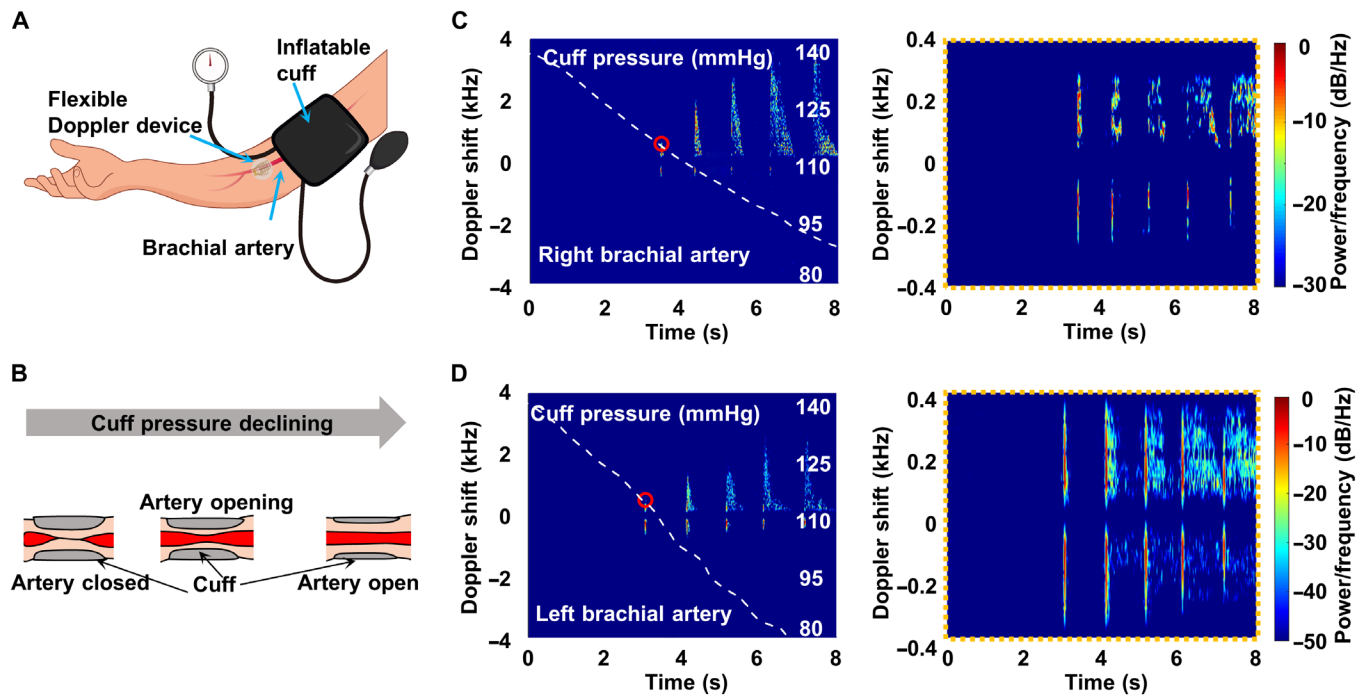 A
Inflatable
cuff
Flexible
Doppler device
Brachial artery
B
Cuff pressure declining
Artery opening
Artery closed
Cuff
Artery open
C
Doppler shift (kHz)
4
2
0
−2
−4
Cuff pressure (mmHg)
140
125
110
95
80
Right brachial artery
0 2 4 6 8
Time (s)
Doppler shift (kHz)
0.4
0.2
0
−0.2
−0.4
0 2 4 6 8
Time (s)
0
−10
−20
−30
Power/frequency (dB/Hz)
D
Doppler shift (kHz)
4
2
0
−2
−4
Cuff pressure (mmHg)
140
125
110
95
80
Left brachial artery
0 2 4 6 8
Time (s)
Doppler shift (kHz)
0.4
0.2
0
−0.2
−0.4
0 2 4 6 8
Time (s)
0
−10
−20
−30
−40
−50
Power/frequency (dB/Hz)